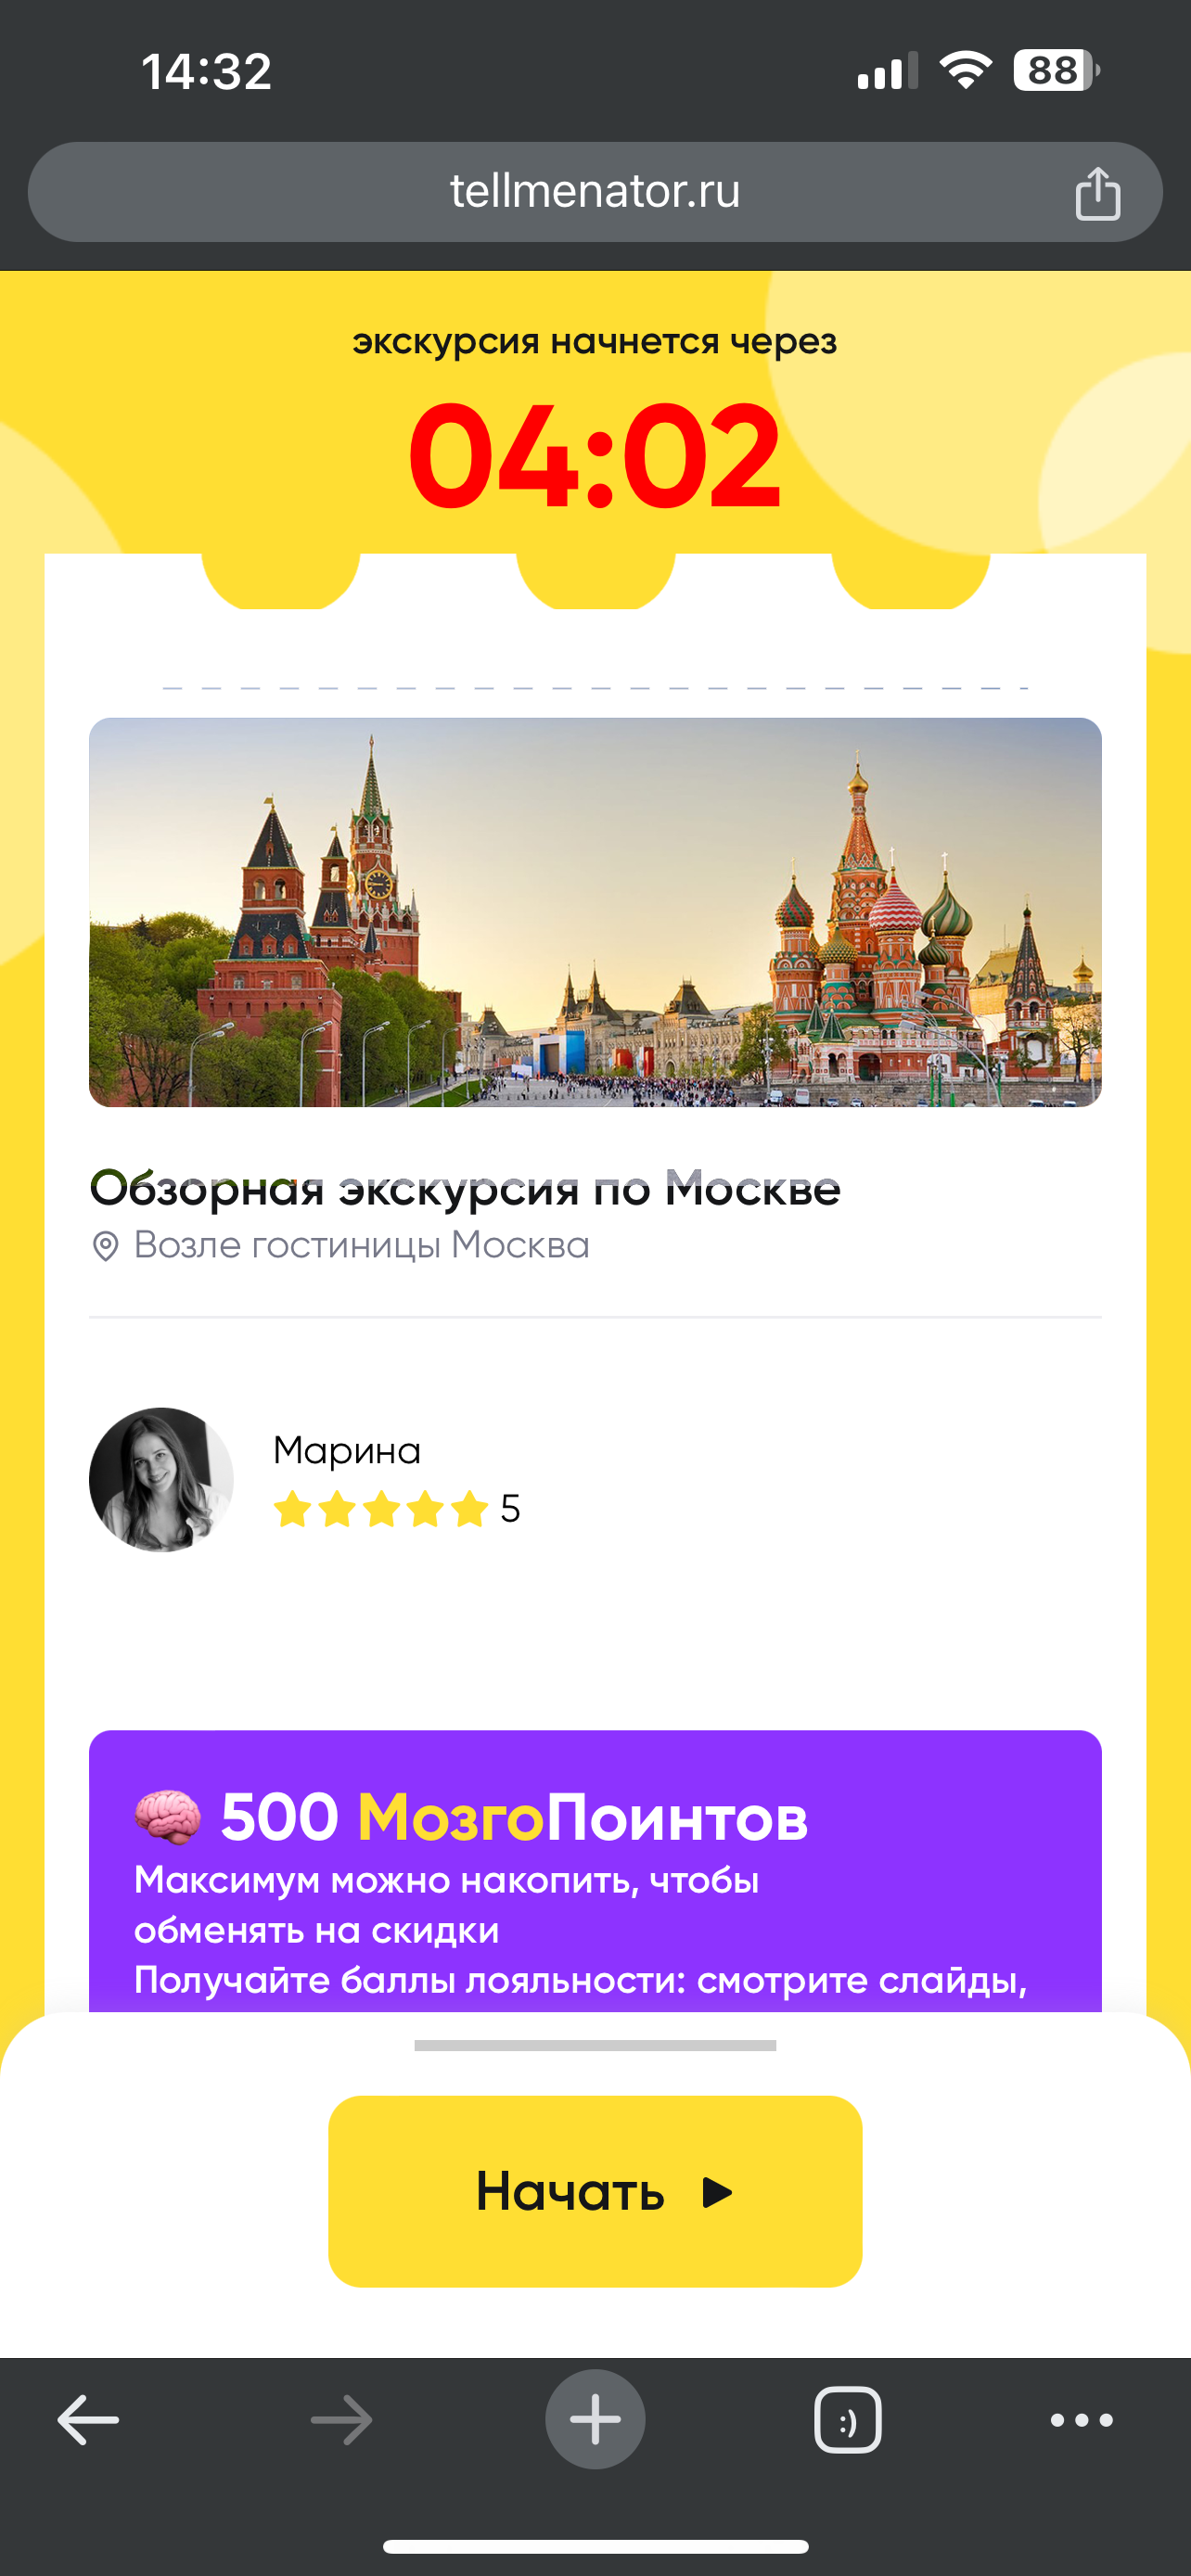 14:32
88
tellmenator.ru
экскурсия начнется через
04:02
Обзорная экскурсия по Москве
Возле гостиницы Москва
Марина
5
500 МозгоПоинтов
Максимум можно накопить, чтобы
обменять на скидки
Получайте баллы лояльности: смотрите слайды,
Начать
:)